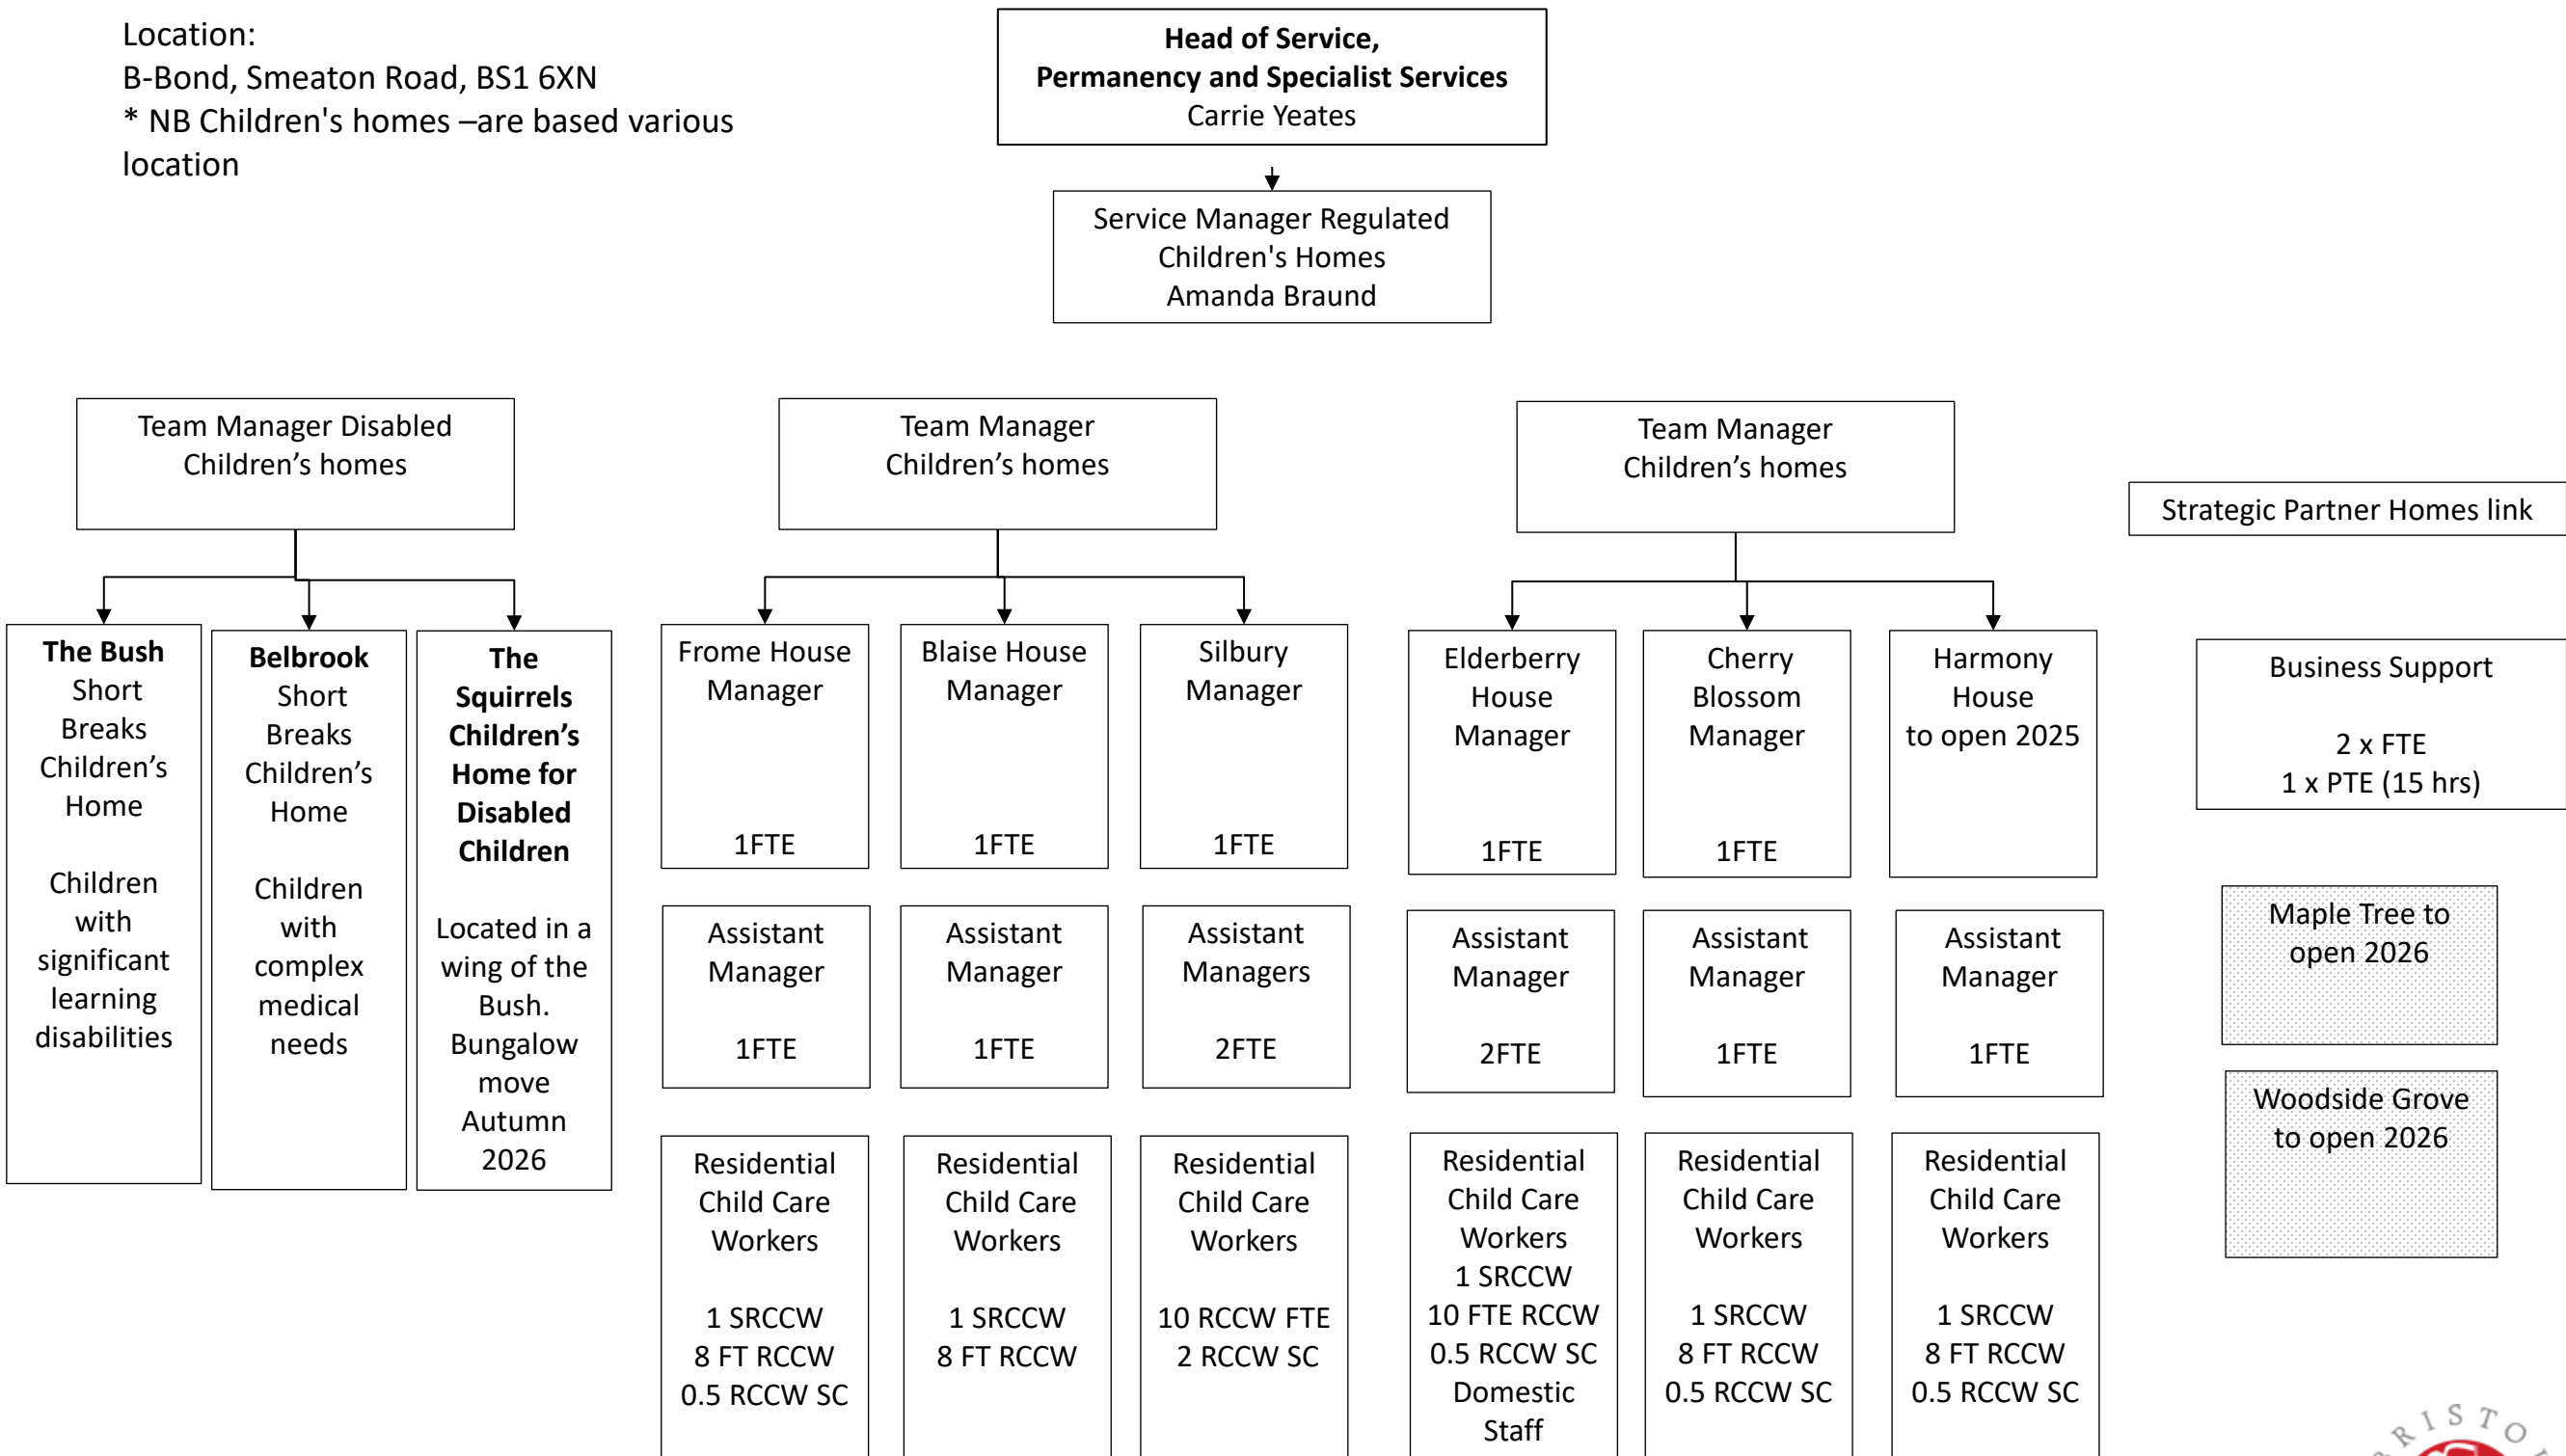 Location:
B-Bond, Smeaton Road, BS1 6XN
* NB Children's homes –are based various
location
Head of Service,
Permanency and Specialist Services
Carrie Yeates
Service Manager Regulated
Children's Homes
Amanda Braund
Team Manager Disabled
Children’s homes
Team Manager
Children’s homes
Team Manager
Children’s homes
Strategic Partner Homes link
The Bush
Short
Breaks
Children’s
Home
Children
with
significant
learning
disabilities
Belbrook
Short
Breaks
Children’s
Home
Children
with
complex
medical
needs
The
Squirrels
Children’s
Home for
Disabled
Children
Located in a
wing of the
Bush.
Bungalow
move
Autumn
2026
Frome House
Manager
1FTE
Blaise House
Manager
1FTE
Silbury
Manager
1FTE
Elderberry
House
Manager
1FTE
Cherry
Blossom
Manager
1FTE
Harmony
House
to open 2025
Business Support
2 x FTE
1 x PTE (15 hrs)
Assistant
Manager
1FTE
Assistant
Manager
1FTE
Assistant
Managers
2FTE
Assistant
Manager
2FTE
Assistant
Manager
1FTE
Assistant
Manager
1FTE
Maple Tree to
open 2026
Woodside Grove
to open 2026
Residential
Child Care
Workers
1 SRCCW
8 FT RCCW
0.5 RCCW SC
Residential
Child Care
Workers
1 SRCCW
8 FT RCCW
Residential
Child Care
Workers
10 RCCW FTE
2 RCCW SC
Residential
Child Care
Workers
1 SRCCW
10 FTE RCCW
0.5 RCCW SC
Domestic
Staff
Residential
Child Care
Workers
1 SRCCW
8 FT RCCW
0.5 RCCW SC
Residential
Child Care
Workers
1 SRCCW
8 FT RCCW
0.5 RCCW SC